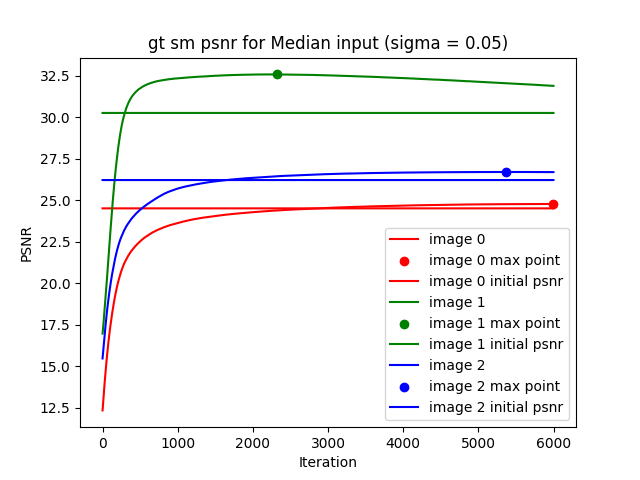 gt sm psnr for Median input (sigma = 0.05)
32.5
30.0
27.5
25.0
22.5
20.0
17.5
15.0
12.5
PSNR
image 0
image 0 max point
image 0 initial psnr
image 1
image 1 max point
image 1 initial psnr
image 2
image 2 max point
image 2 initial psnr
0 1000 2000 3000 4000 5000 6000
Iteration